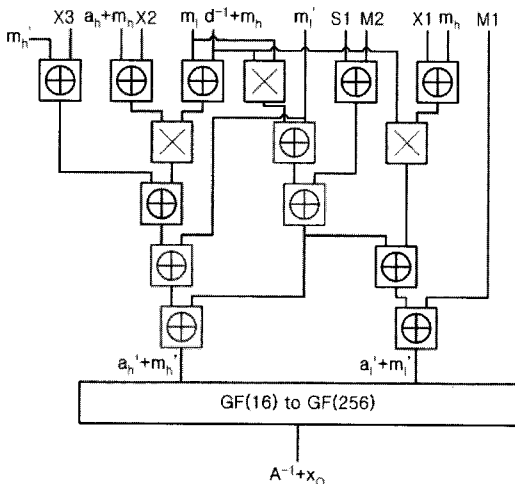 m_h' X3 a_h+m_h X2 m_l d⁻¹+m_h m_l' S1 M2 X1 m_h M1
a_h'+m_h' a_l'+m_l'
GF(16) to GF(256)
A⁻¹+x_O